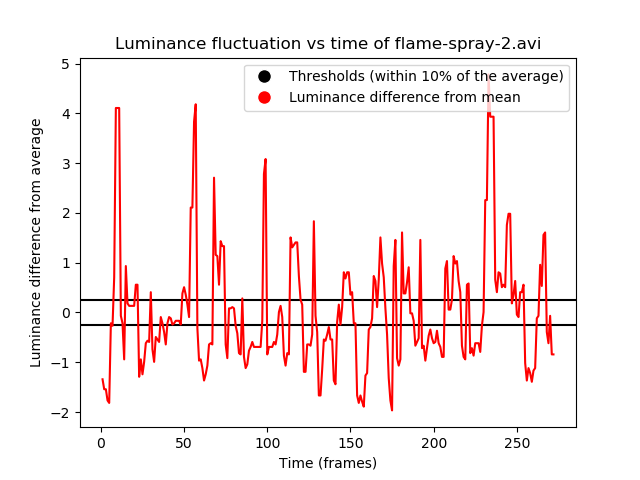 Luminance fluctuation vs time of flame-spray-2.avi
Thresholds (within 10% of the average)
Luminance difference from mean
Luminance difference from average
5
4
3
2
1
0
−1
−2
0
50
100
150
200
250
Time (frames)